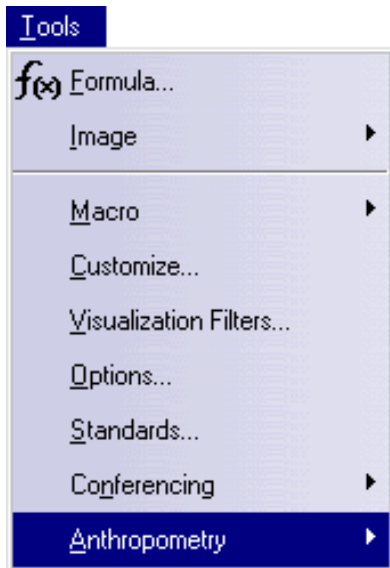 Tools
f(x) Formula...
Image
Macro
Customize...
Visualization Filters...
Options...
Standards...
Conferencing
Anthropometry